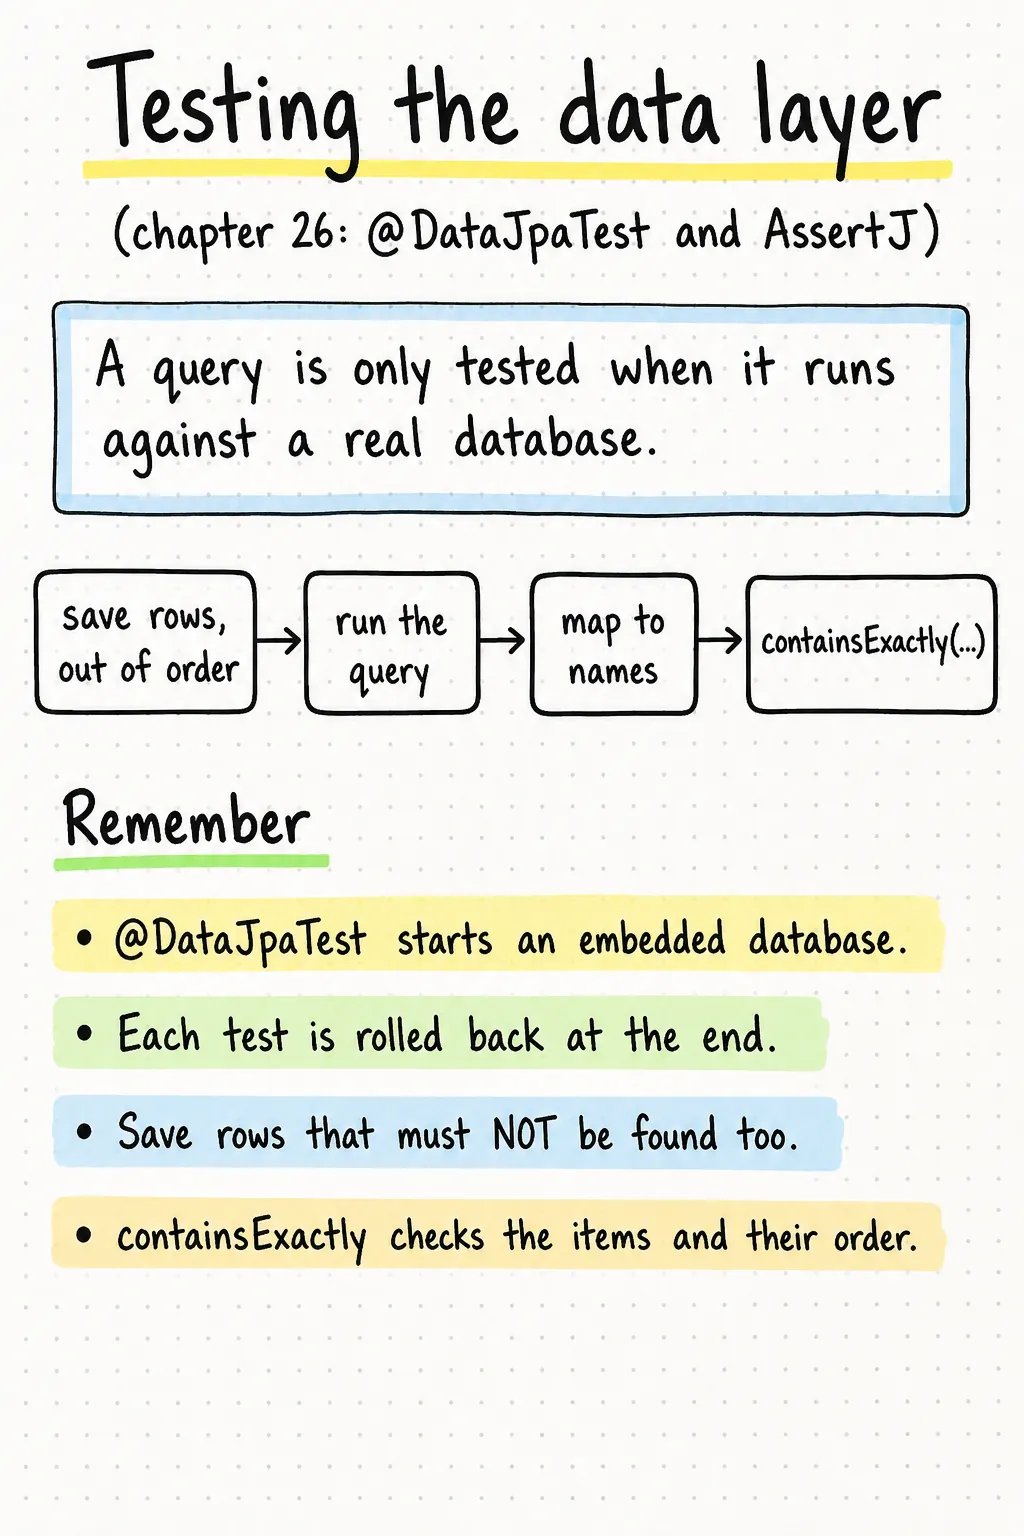 Testing the data layer
(chapter 26: @DataJpaTest and AssertJ)
A query is only tested when it runs
against a real database.
save rows,
out of order
run the
query
map to
names
containsExactly(...)
Remember
• @DataJpaTest starts an embedded database.
• Each test is rolled back at the end.
• Save rows that must NOT be found too.
• containsExactly checks the items and their order.